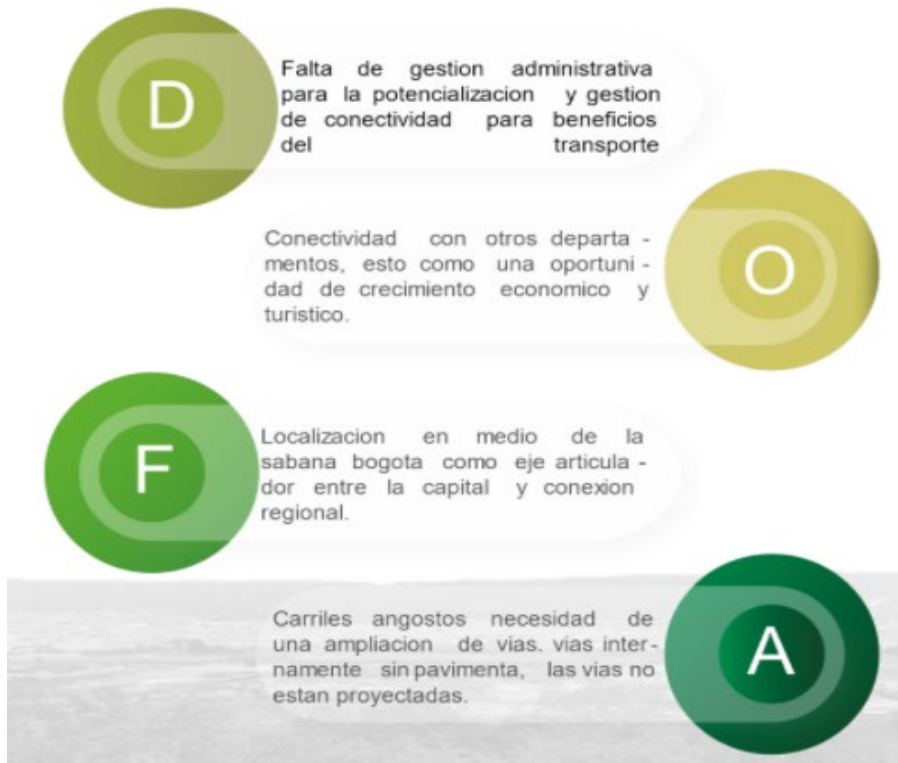 D
Falta de gestion administrativa
para la potencializacion y gestion
de conectividad para beneficios
del transporte
Conectividad con otros departa -
mentos, esto como una oportuni -
dad de crecimiento economico y
turistico.
O
F
Localizacion en medio de la
sabana bogota como eje articula -
dor entre la capital y conexion
regional.
Carriles angostos necesidad de
una ampliacion de vias. vias inter-
namente sin pavimenta, las vias no
estan proyectadas.
A